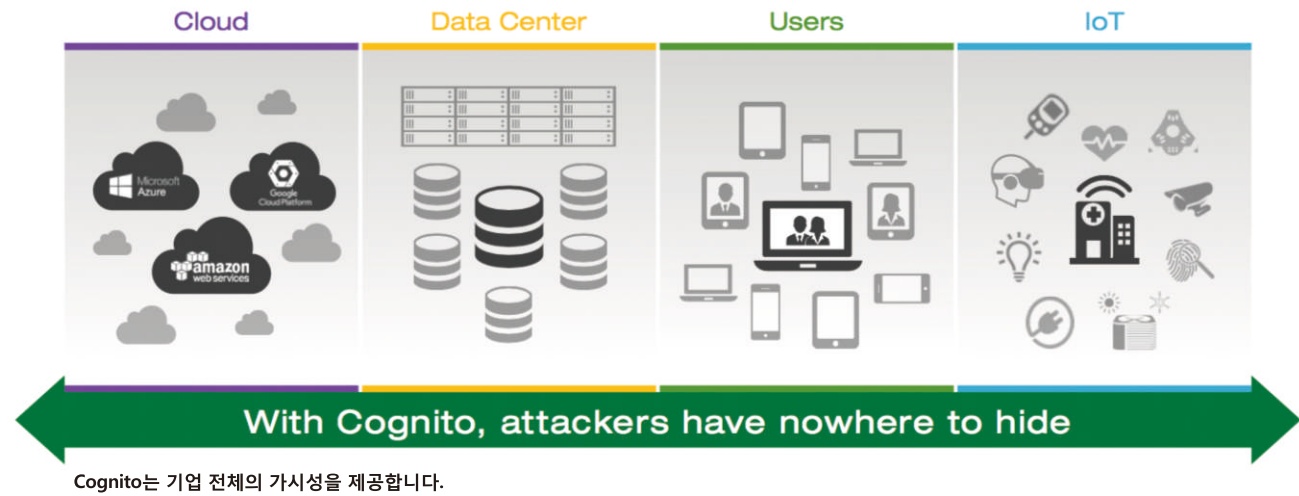 Cloud
Data Center
Users
IoT
Microsoft
Azure
Google
Cloud Platform
amazon
web services
With Cognito, attackers have nowhere to hide
Cognito는 기업 전체의 가시성을 제공합니다.